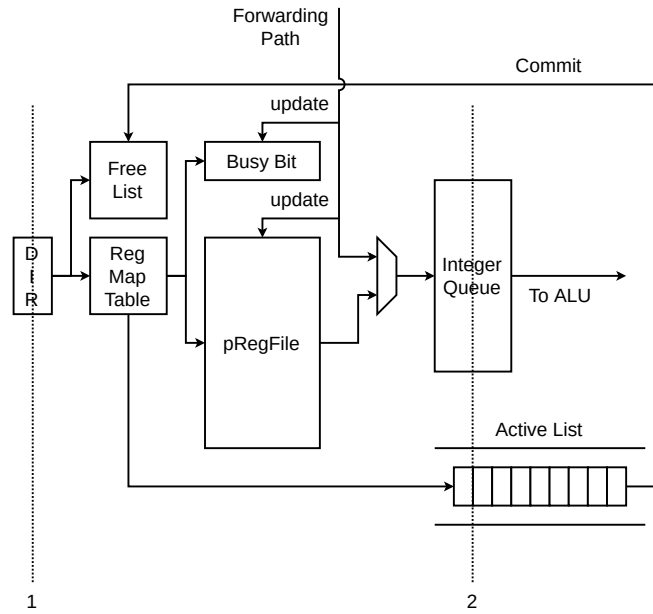 Forwarding
Path
Commit
update
Free
List
Busy Bit
update
D
I
R
Reg
Map
Table
Integer
Queue
To ALU
pRegFile
Active List
1
2